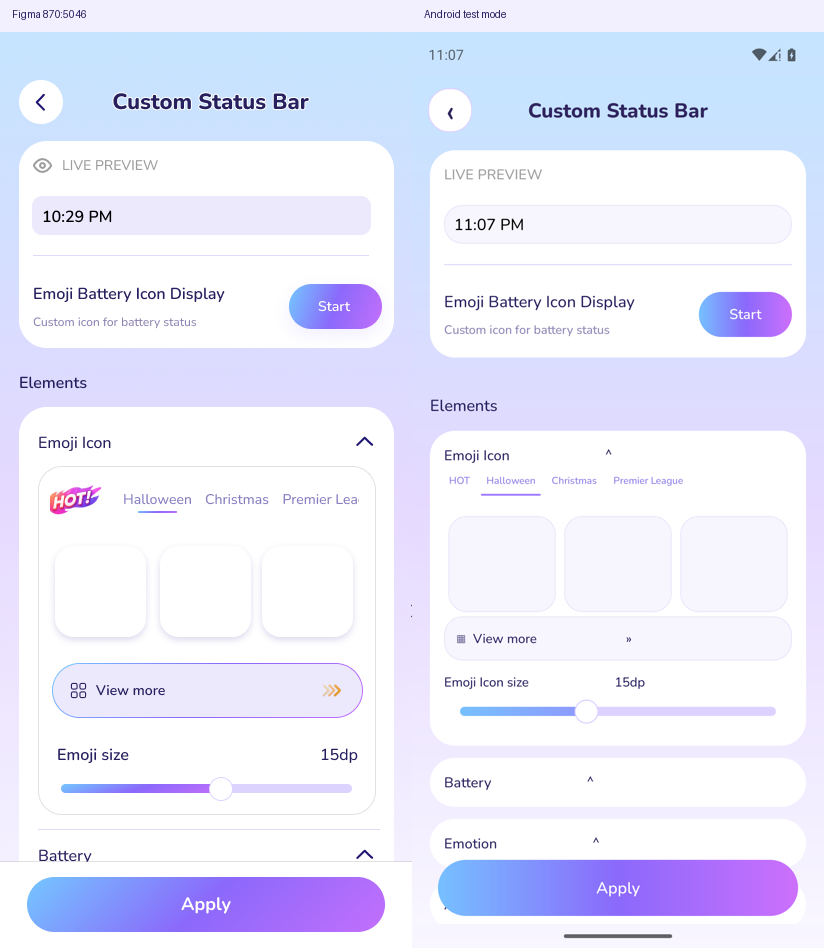 Figma 870:5046
Custom Status Bar
LIVE PREVIEW
10:29 PM
Emoji Battery Icon Display
Custom icon for battery status
Start
Elements
Emoji Icon
HOT!
Halloween
Christmas
Premier Lea
View more
Emoji size
15dp
Battery
Apply
Android test mode
11:07
Custom Status Bar
LIVE PREVIEW
11:07 PM
Emoji Battery Icon Display
Custom icon for battery status
Start
Elements
Emoji Icon ^
HOT Halloween Christmas Premier League
View more »
Emoji Icon size 15dp
Battery ^
Emotion ^
Apply